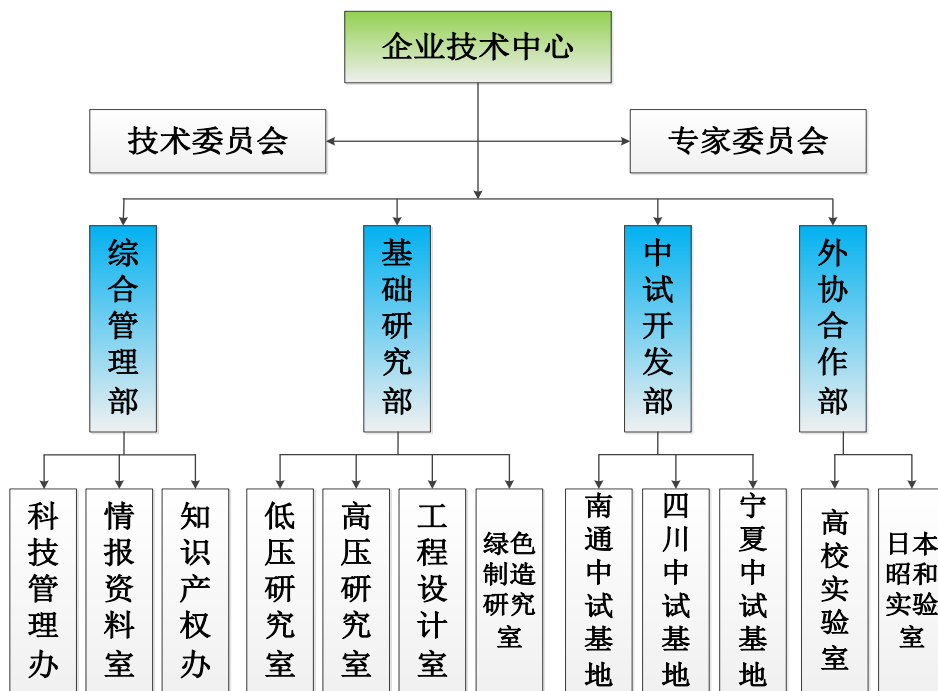 企业技术中心
技术委员会
专家委员会
综合管理部
基础研究部
中试开发部
外协合作部
科技管理办
情报资料室
知识产权办
低压研究室
高压研究室
工程设计室
绿色
制造
研究
室
南通中试基地
四川中试基地
宁夏中试基地
高校实验室
日本
昭和
实验
室